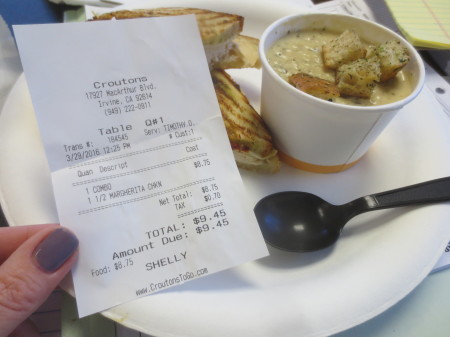 Croutons
17927 MacArthur Blvd.
Irvine, CA 92614
(949) 222-0911
Table Q#1
Trans #: 184545 Serv: TIMOTHY D.
3/29/2016 12:25 PM # Cust:1
Quan Descript Cost
1 COMBO $8.75
1 1/2 MARGHERITA CHKN
Net Total: $8.75
TAX $0.70
TOTAL: $9.45
Amount Due: $9.45
Food: $8.75
SHELLY
www.CroutonsToGo.com